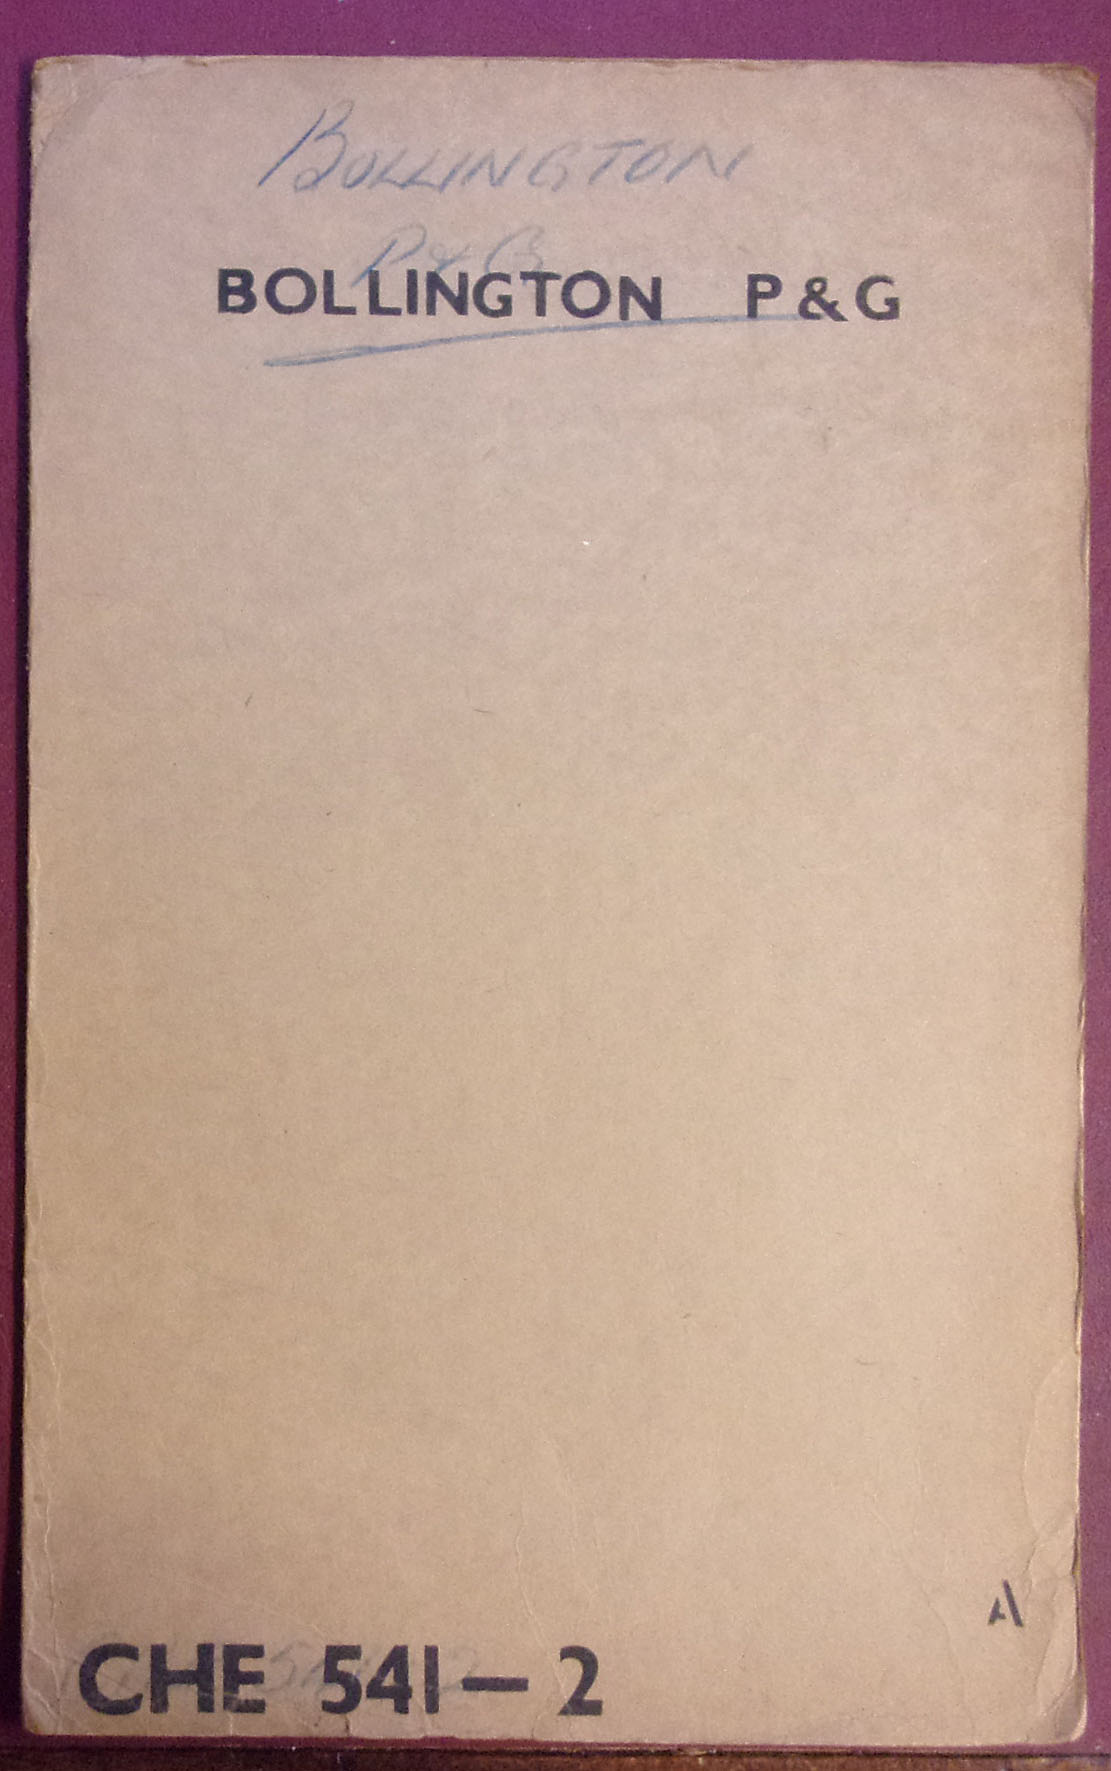 BOLLINGTON
P & G
BOLLINGTON P & G
A
CHE 541 – 2